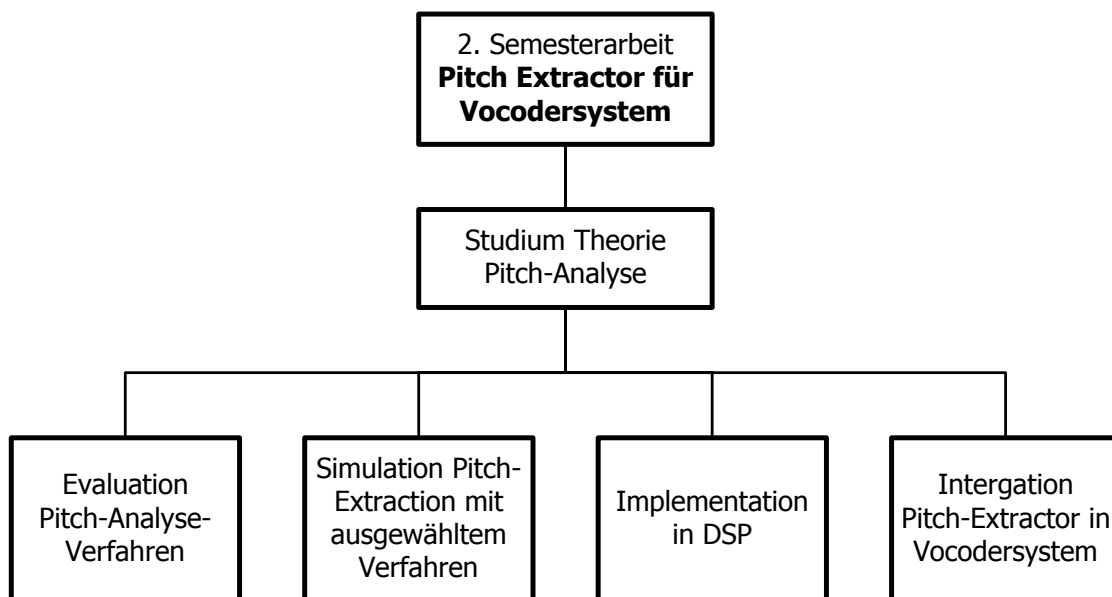 2. Semesterarbeit
Pitch Extractor für
Vocodersystem
Studium Theorie
Pitch-Analyse
Evaluation
Pitch-Analyse-
Verfahren
Simulation Pitch-
Extraction mit
ausgewähltem
Verfahren
Implementation
in DSP
Intergation
Pitch-Extractor in
Vocodersystem